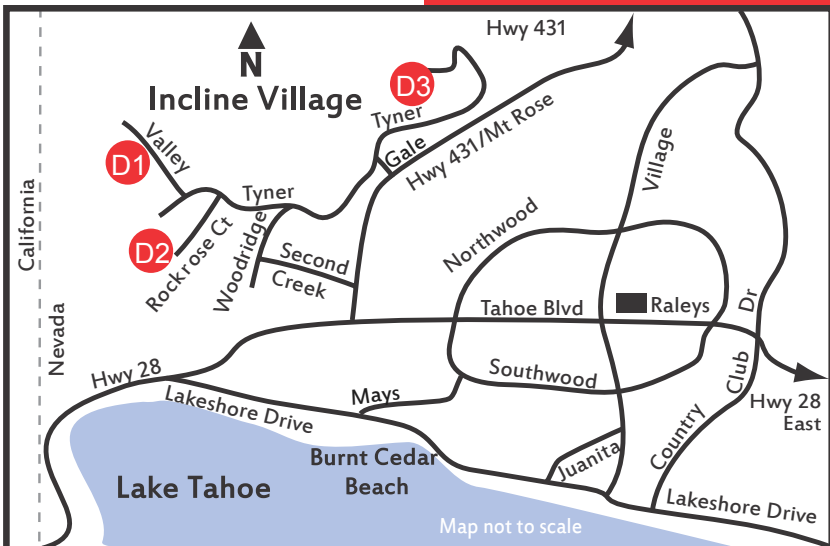 Hwy 431
N
Incline Village
D3
Tyner
Gale
Hwy 431/Mt Rose
Valley
D1
Village
California
Tyner
Northwood
D2
Rockrose Ct
Woodridge
Second
Creek
Tahoe Blvd
Raleys
Dr
Nevada
Hwy 28
Southwood
Club
Mays
Lakeshore Drive
Hwy 28
East
Country
Burnt Cedar
Beach
Juanita
Lake Tahoe
Lakeshore Drive
Map not to scale